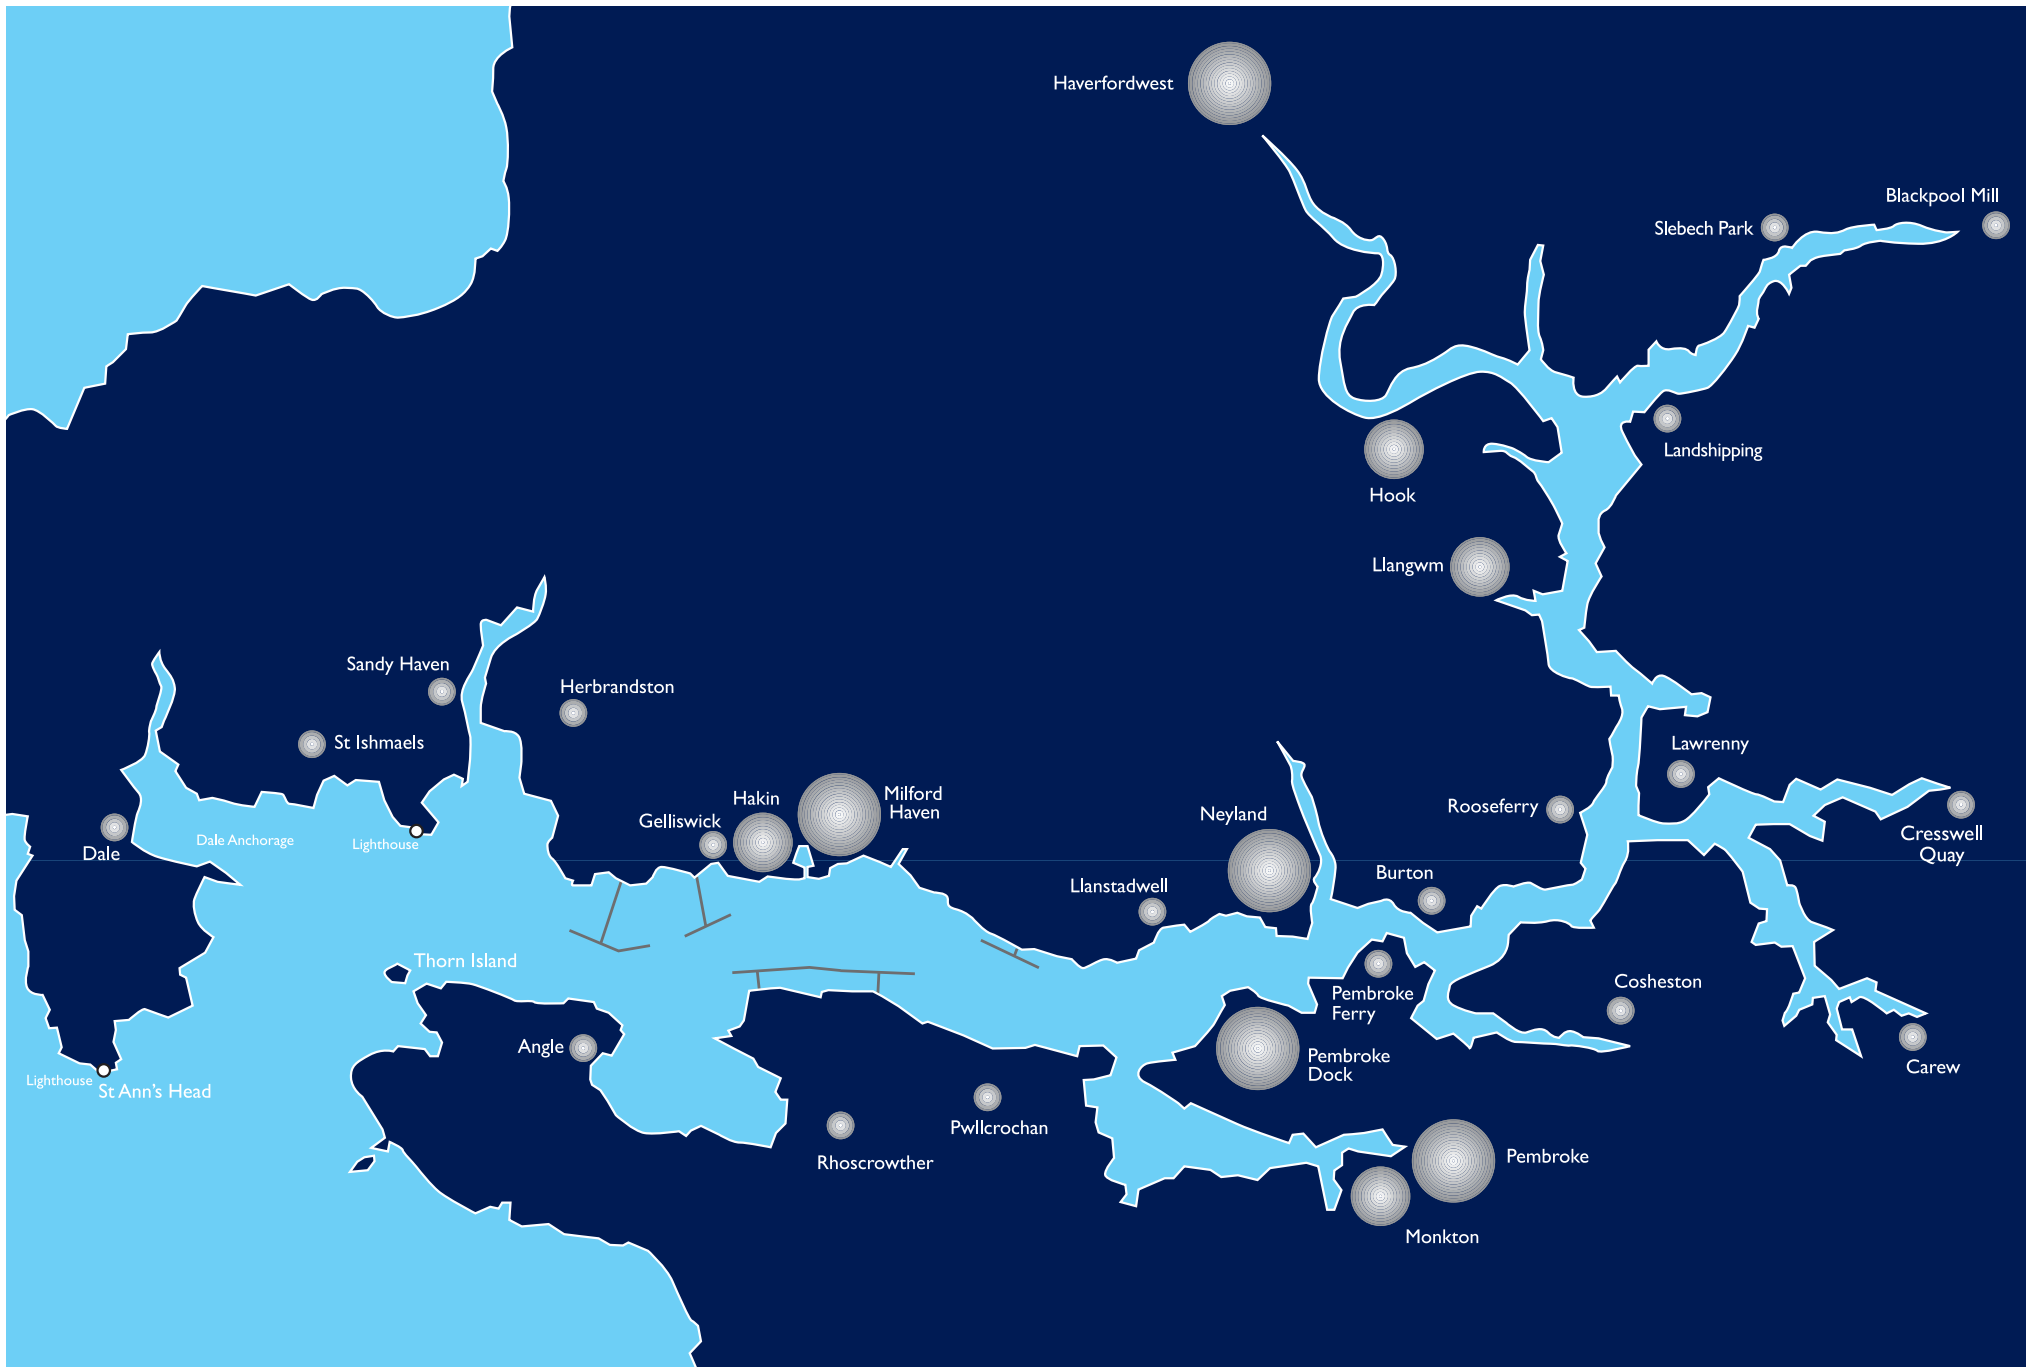 Haverfordwest
Blackpool Mill
Slebech Park
Landshipping
Hook
Llangwm
Sandy Haven
Herbrandston
St Ishmaels
Lawrenny
Milford
Haven
Hakin
Gelliswick
Neyland
Rooseferry
Cresswell
Quay
Dale Anchorage
Lighthouse
Dale
Burton
Llanstadwell
Thorn Island
Cosheston
Pembroke
Ferry
Angle
Pembroke
Dock
Carew
Lighthouse
St Ann's Head
Pwllcrochan
Rhoscrowther
Pembroke
Monkton